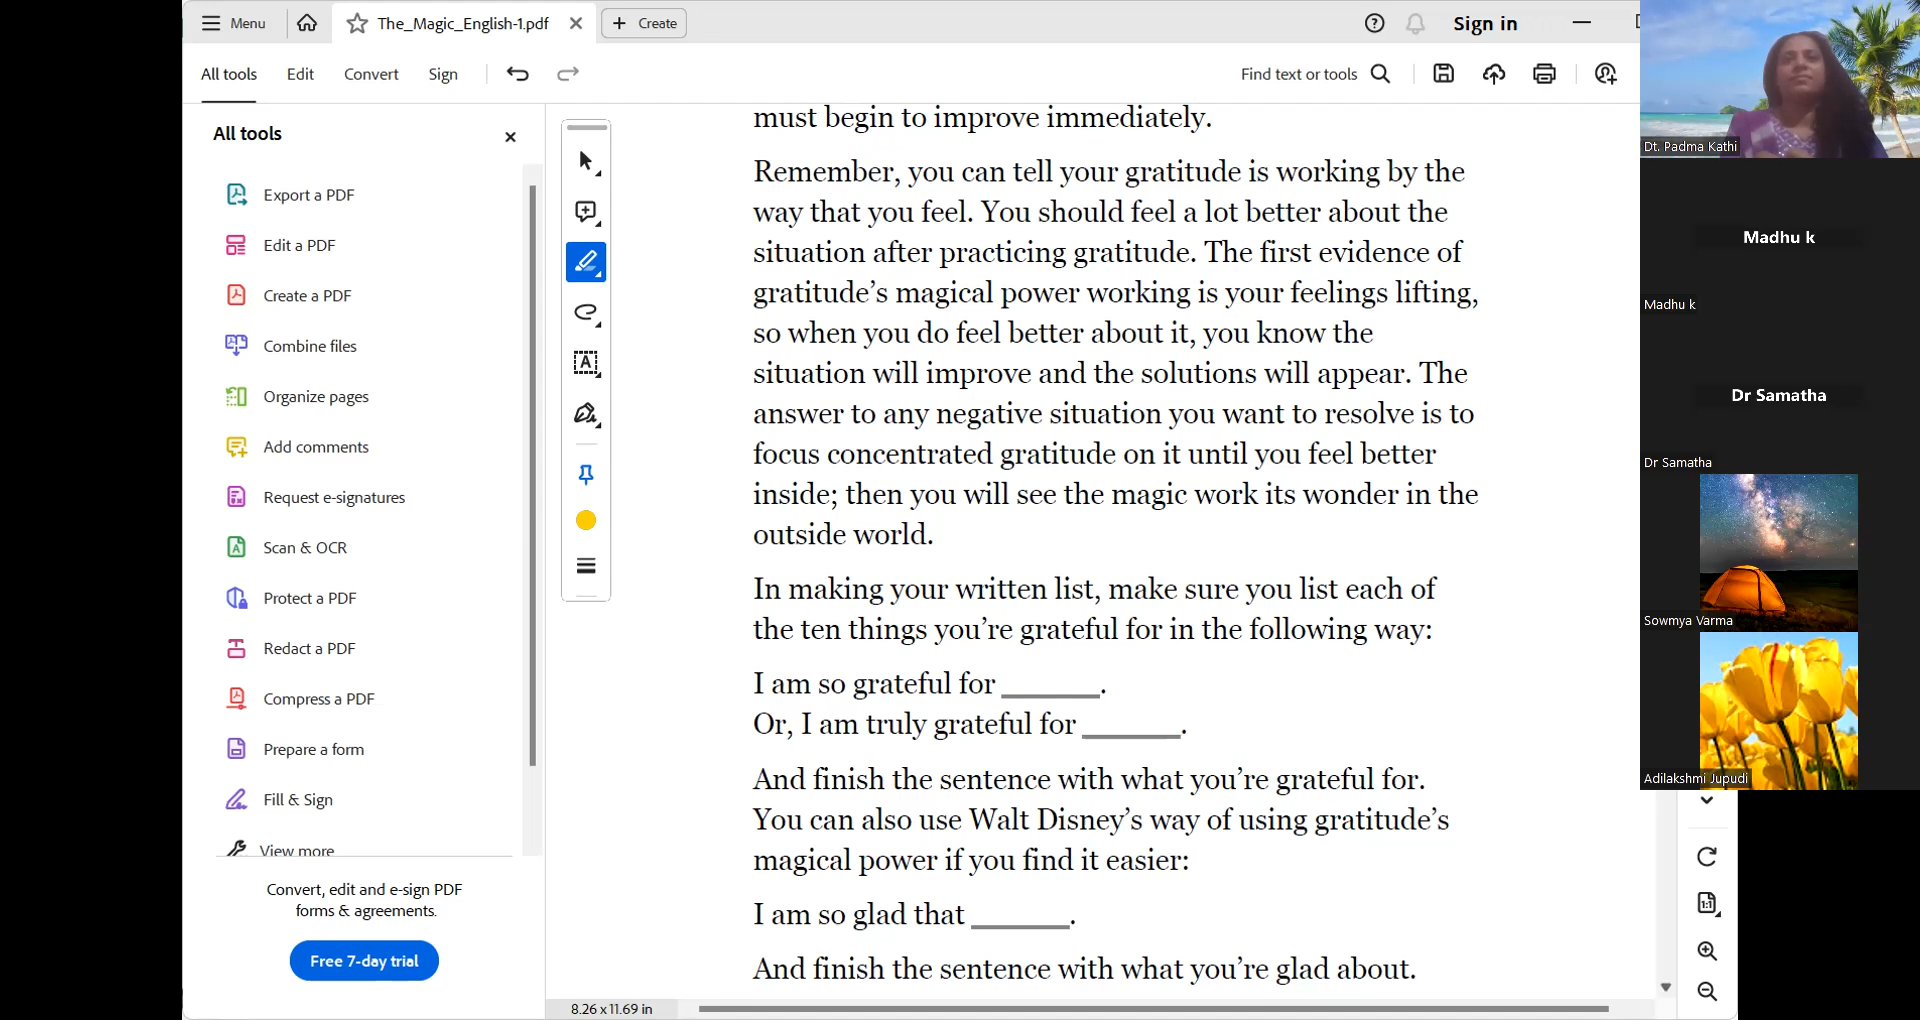 Menu
The_Magic_English-1.pdf
Create
Sign in
All tools
Edit
Convert
Sign
Find text or tools
All tools
Export a PDF
Edit a PDF
Create a PDF
Combine files
Organize pages
Add comments
Request e-signatures
Scan & OCR
Protect a PDF
Redact a PDF
Compress a PDF
Prepare a form
Fill & Sign
View more
Convert, edit and e-sign PDF
forms & agreements.
Free 7-day trial
must begin to improve immediately.
Remember, you can tell your gratitude is working by the
way that you feel. You should feel a lot better about the
situation after practicing gratitude. The first evidence of
gratitude’s magical power working is your feelings lifting,
so when you do feel better about it, you know the
situation will improve and the solutions will appear. The
answer to any negative situation you want to resolve is to
focus concentrated gratitude on it until you feel better
inside; then you will see the magic work its wonder in the
outside world.
In making your written list, make sure you list each of
the ten things you’re grateful for in the following way:
I am so grateful for _______.
Or, I am truly grateful for _______.
And finish the sentence with what you’re grateful for.
You can also use Walt Disney’s way of using gratitude’s
magical power if you find it easier:
I am so glad that _______.
And finish the sentence with what you’re glad about.
8.26 x 11.69 in
Dt. Padma Kathi
Madhu k
Madhu k
Dr Samatha
Dr Samatha
Sowmya Varma
Adilakshmi Jupudi